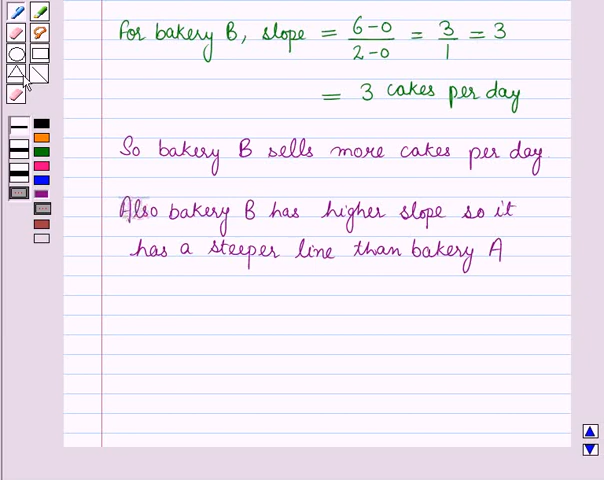 For bakery B, slope = 6-0/2-0 = 3/1 = 3
= 3 cakes per day
So bakery B sells more cakes per day.
Also bakery B has higher slope so it
has a steeper line than bakery A